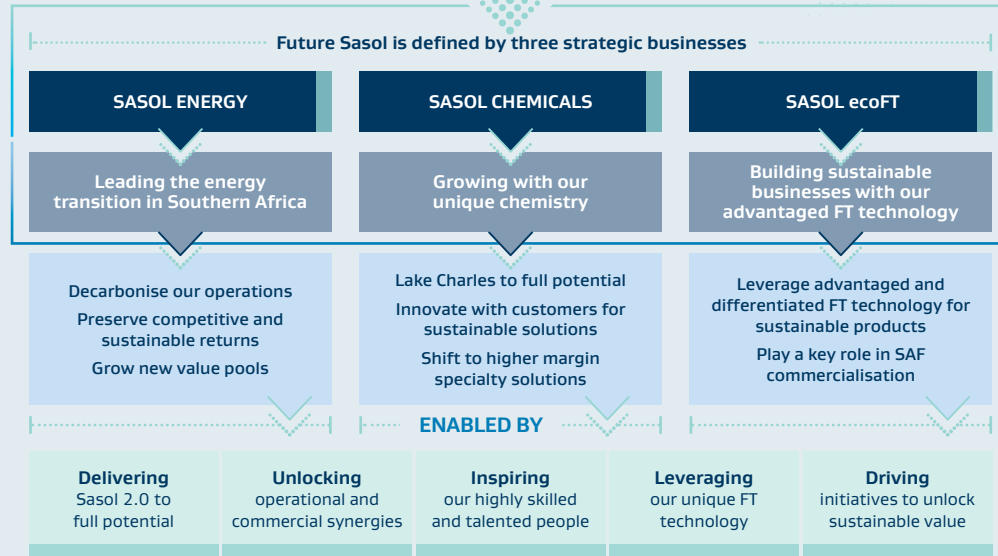 Future Sasol is defined by three strategic businesses
SASOL ENERGY
Leading the energy
transition in Southern Africa
Decarbonise our operations
Preserve competitive and
sustainable returns
Grow new value pools
SASOL CHEMICALS
Growing with our
unique chemistry
Lake Charles to full potential
Innovate with customers for
sustainable solutions
Shift to higher margin
specialty solutions
SASOL ecoFT
Building sustainable
businesses with our
advantaged FT technology
Leverage advantaged and
differentiated FT technology for
sustainable products
Play a key role in SAF
commercialisation
ENABLED BY
Delivering
Sasol 2.0 to
full potential
Unlocking
operational and
commercial synergies
Inspiring
our highly skilled
and talented people
Leveraging
our unique FT
technology
Driving
initiatives to unlock
sustainable value